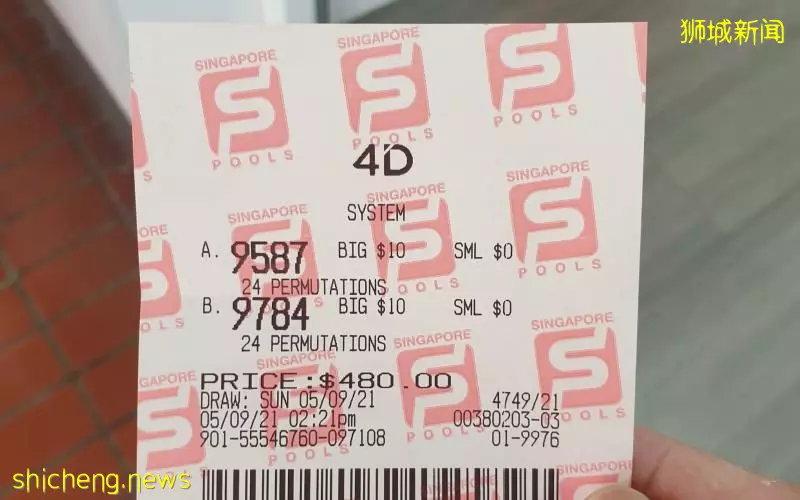 狮城新闻
SINGAPORE POOLS
4D
SYSTEM
A. 9587 BIG $10 SML $0
24 PERMUTATIONS
B. 9784 BIG $10 SML $0
24 PERMUTATIONS
PRICE:$480.00
DRAW: SUN 05/09/21 4749/21
05/09/21 02:21pm 00380203-03
901-55546760-097108 01-9976
shicheng.news